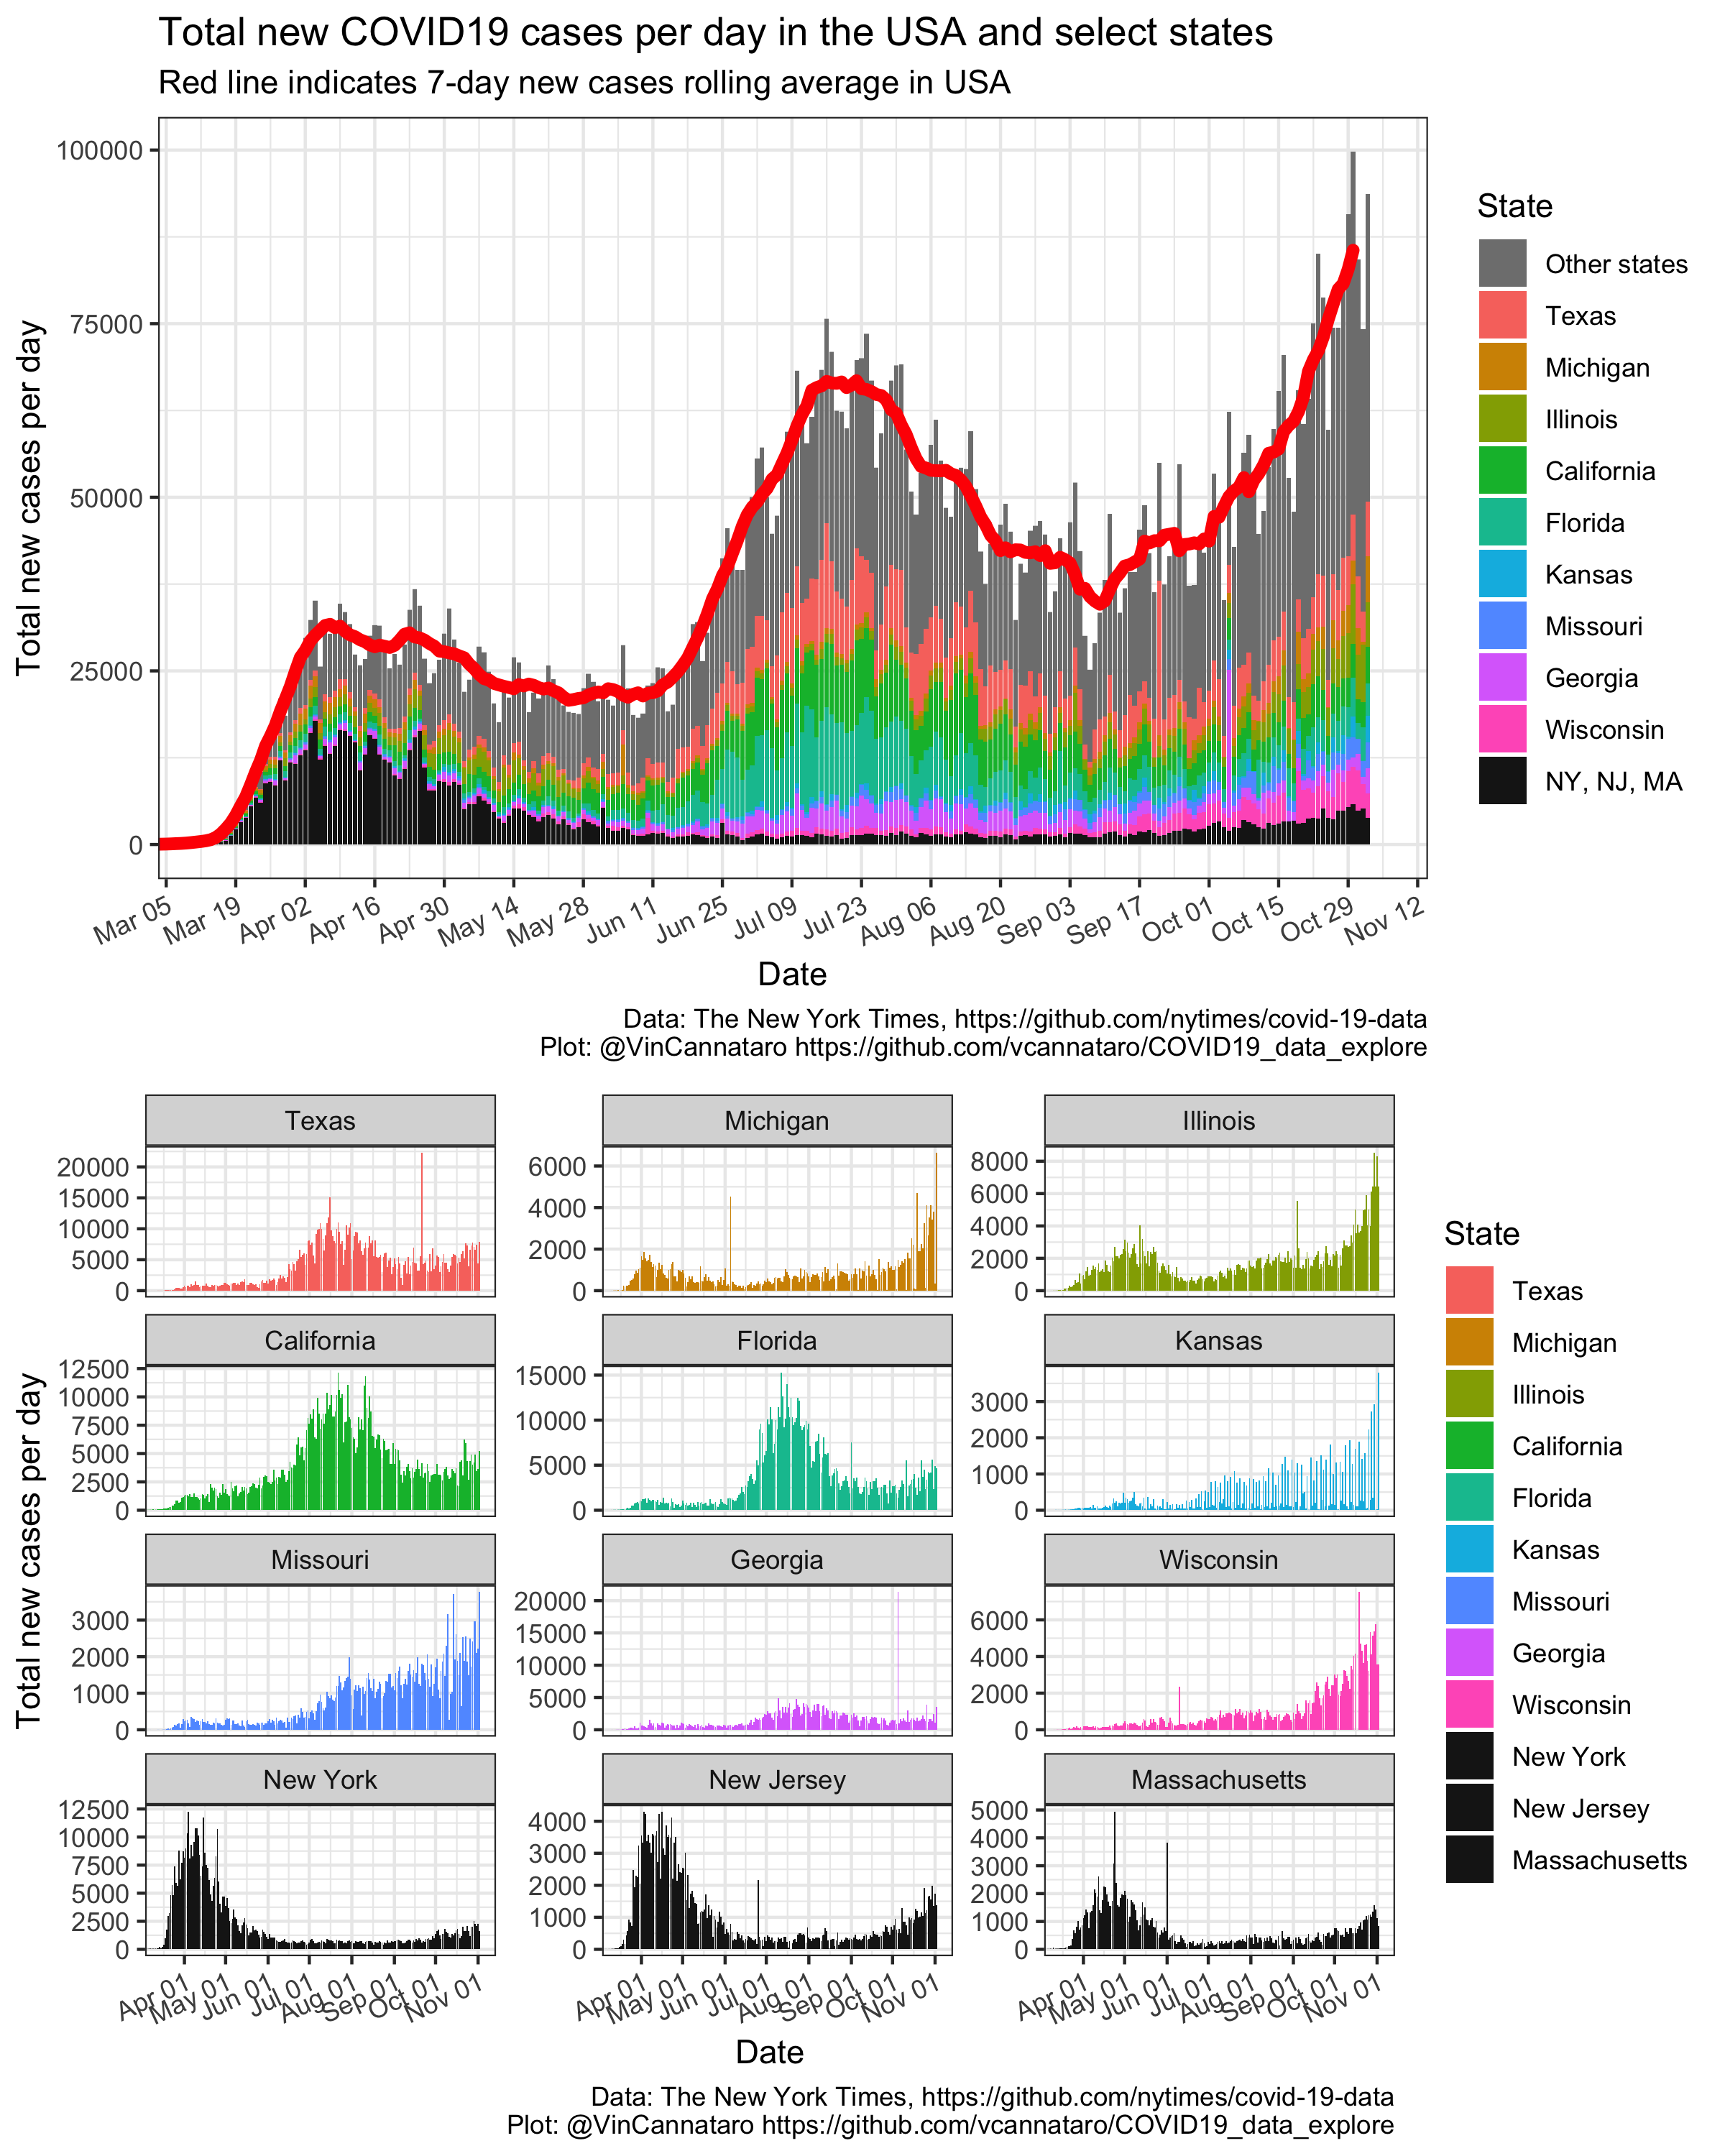 Total new COVID19 cases per day in the USA and select states
Red line indicates 7-day new cases rolling average in USA
Total new cases per day
100000
75000
50000
25000
0
Mar 05
Mar 19
Apr 02
Apr 16
Apr 30
May 14
May 28
Jun 11
Jun 25
Jul 09
Jul 23
Aug 06
Aug 20
Sep 03
Sep 17
Oct 01
Oct 15
Oct 29
Nov 12
Date
State
Other states
Texas
Michigan
Illinois
California
Florida
Kansas
Missouri
Georgia
Wisconsin
NY, NJ, MA
Data: The New York Times, https://github.com/nytimes/covid-19-data
Plot: @VinCannataro https://github.com/vcannataro/COVID19_data_explore
Total new cases per day
Texas
20000
15000
10000
5000
0
Michigan
6000
4000
2000
0
Illinois
8000
6000
4000
2000
0
California
12500
10000
7500
5000
2500
0
Florida
15000
10000
5000
0
Kansas
3000
2000
1000
0
Missouri
3000
2000
1000
0
Georgia
20000
15000
10000
5000
0
Wisconsin
6000
4000
2000
0
New York
12500
10000
7500
5000
2500
0
New Jersey
4000
3000
2000
1000
0
Massachusetts
5000
4000
3000
2000
1000
0
Apr 01
May 01
Jun 01
Jul 01
Aug 01
Sep 01
Oct 01
Nov 01
Apr 01
May 01
Jun 01
Jul 01
Aug 01
Sep 01
Oct 01
Nov 01
Apr 01
May 01
Jun 01
Jul 01
Aug 01
Sep 01
Oct 01
Nov 01
Date
State
Texas
Michigan
Illinois
California
Florida
Kansas
Missouri
Georgia
Wisconsin
New York
New Jersey
Massachusetts
Data: The New York Times, https://github.com/nytimes/covid-19-data
Plot: @VinCannataro https://github.com/vcannataro/COVID19_data_explore